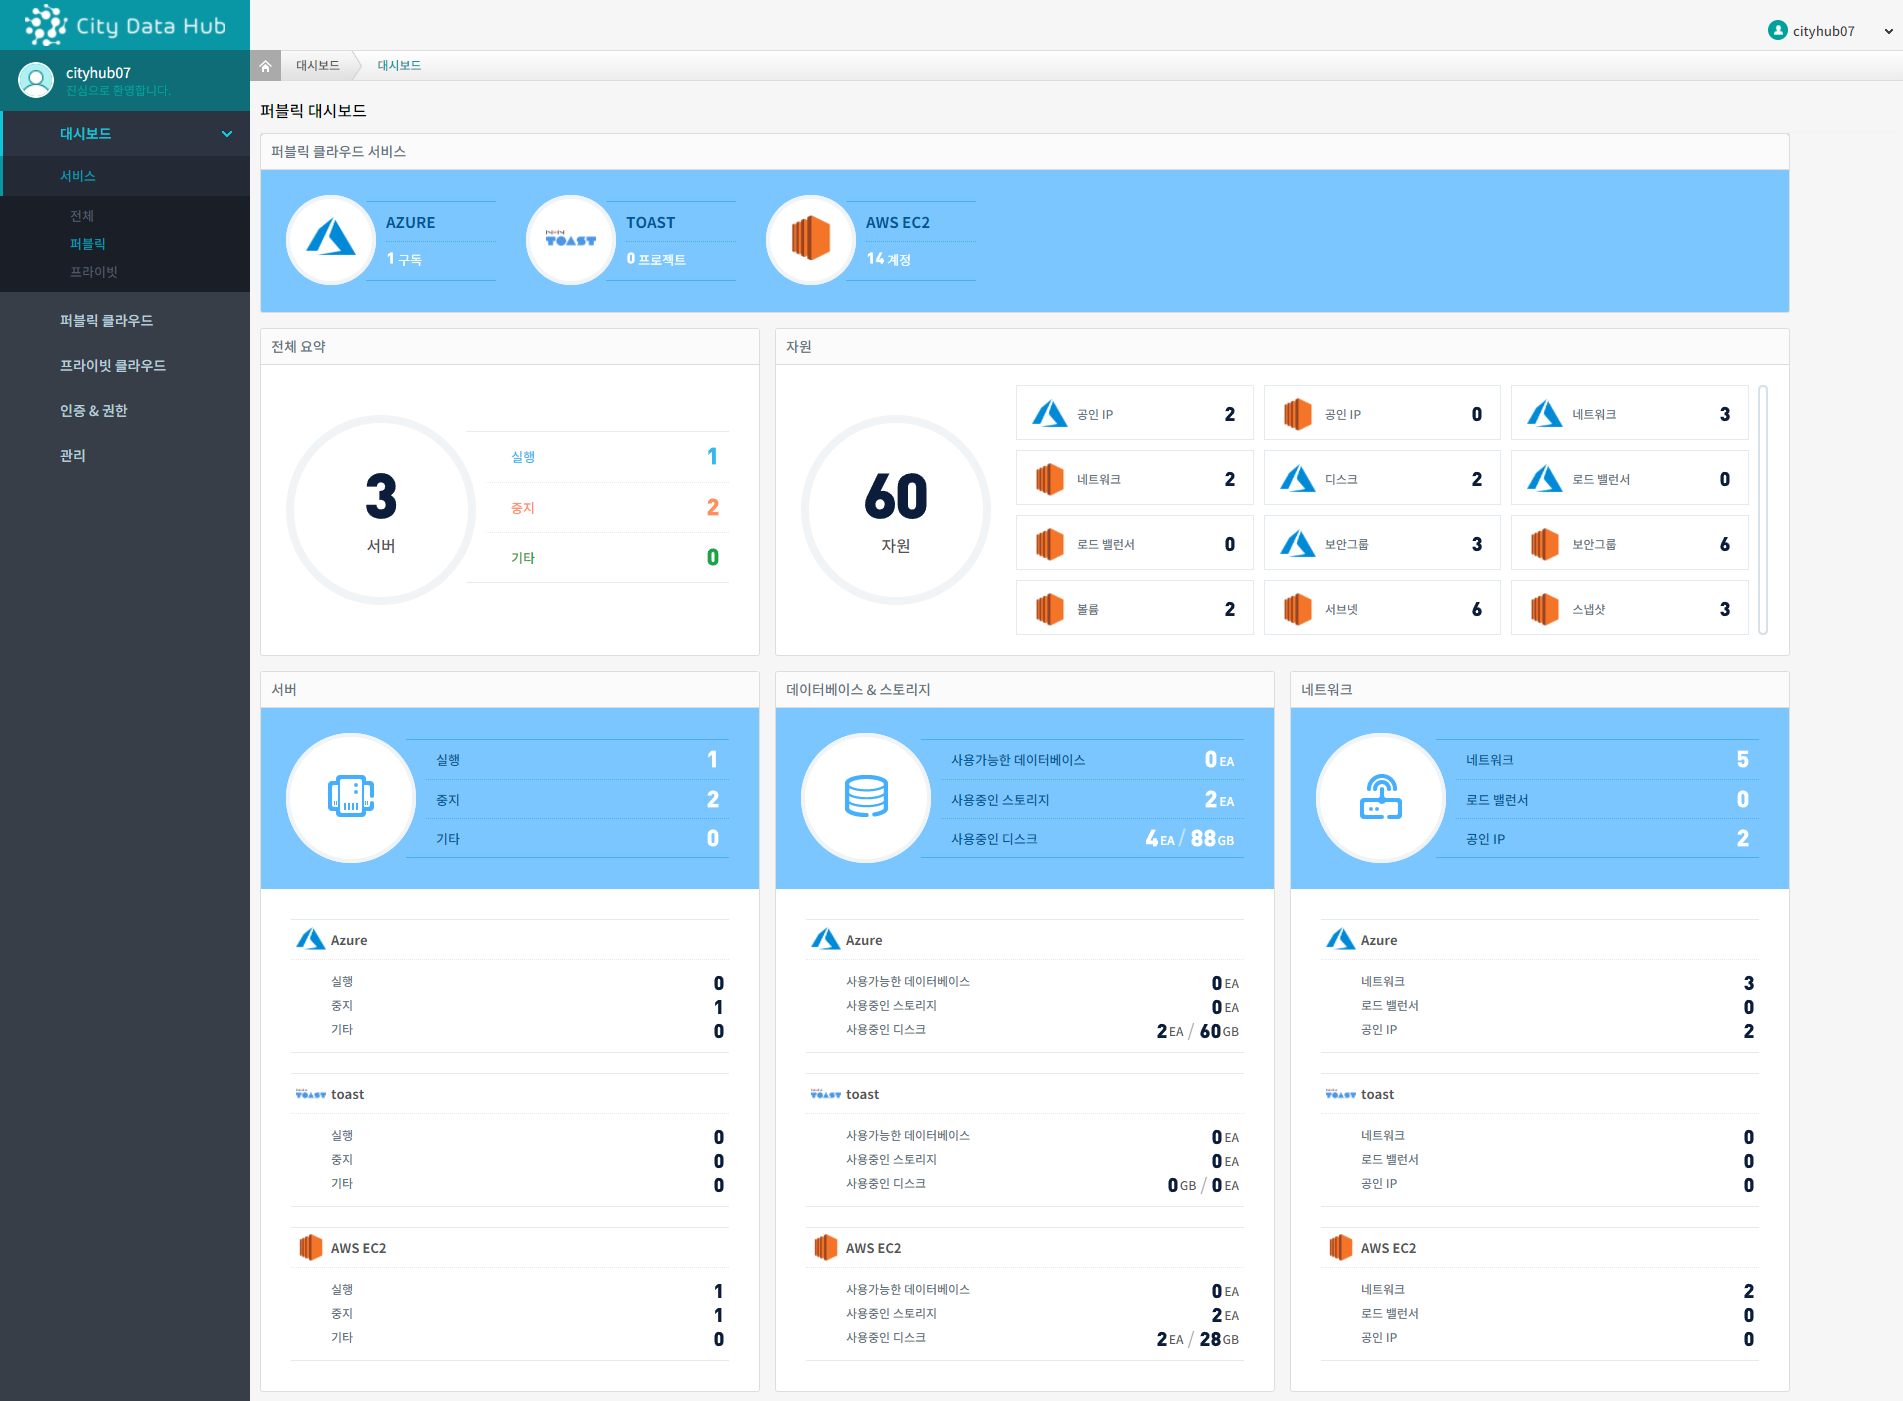 City Data Hub
cityhub07
cityhub07
진심으로 환영합니다.
대시보드
서비스
전체
퍼블릭
프라이빗
퍼블릭 클라우드
프라이빗 클라우드
인증 & 권한
관리
대시보드 대시보드
퍼블릭 대시보드
퍼블릭 클라우드 서비스
AZURE
1 구독
TOAST
TOAST
0 프로젝트
AWS EC2
14 계정
전체 요약
3
서버
실행 1
중지 2
기타 0
자원
60
자원
공인 IP 2
공인 IP 0
네트워크 3
네트워크 2
디스크 2
로드 밸런서 0
로드 밸런서 0
보안그룹 3
보안그룹 6
볼륨 2
서브넷 6
스냅샷 3
서버
실행 1
중지 2
기타 0
Azure
실행 0
중지 1
기타 0
TOAST toast
실행 0
중지 0
기타 0
AWS EC2
실행 1
중지 1
기타 0
데이터베이스 & 스토리지
사용가능한 데이터베이스 0 EA
사용중인 스토리지 2 EA
사용중인 디스크 4 EA / 88 GB
Azure
사용가능한 데이터베이스 0 EA
사용중인 스토리지 0 EA
사용중인 디스크 2 EA / 60 GB
TOAST toast
사용가능한 데이터베이스 0 EA
사용중인 스토리지 0 EA
사용중인 디스크 0 GB / 0 EA
AWS EC2
사용가능한 데이터베이스 0 EA
사용중인 스토리지 2 EA
사용중인 디스크 2 EA / 28 GB
네트워크
네트워크 5
로드 밸런서 0
공인 IP 2
Azure
네트워크 3
로드 밸런서 0
공인 IP 2
TOAST toast
네트워크 0
로드 밸런서 0
공인 IP 0
AWS EC2
네트워크 2
로드 밸런서 0
공인 IP 0